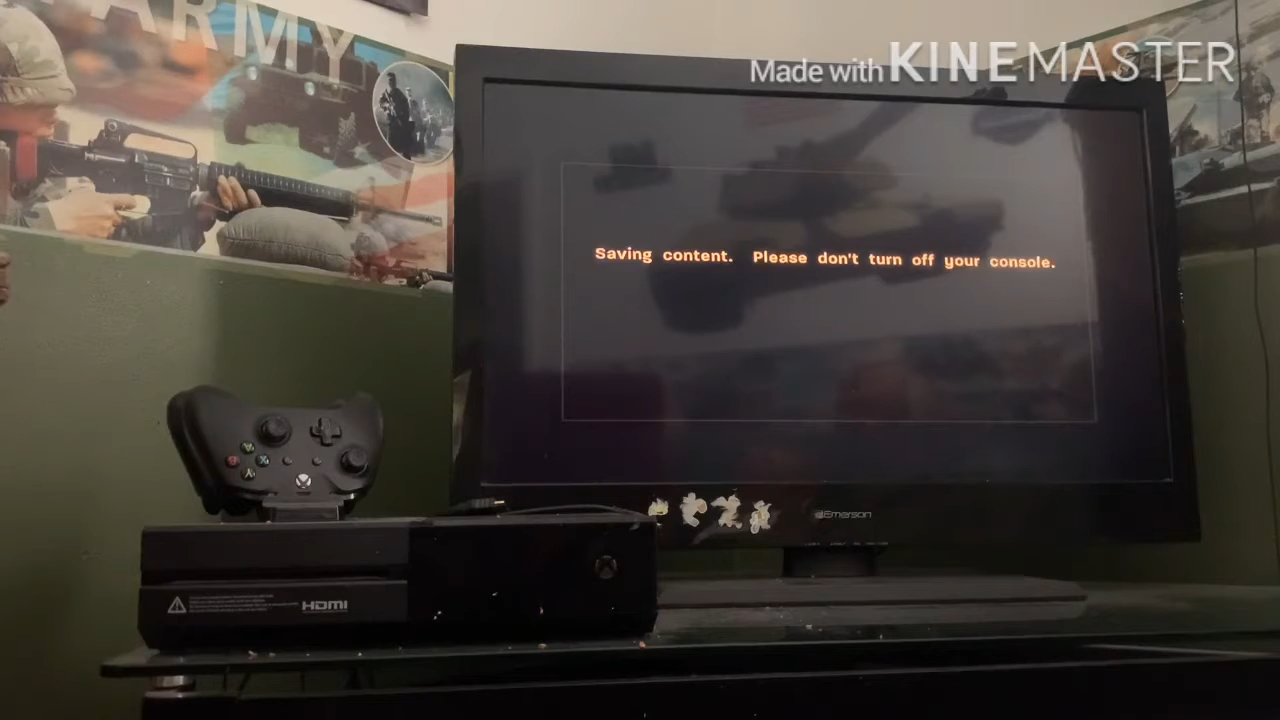 ARMY
Made with KINEMASTER
Saving content. Please don't turn off your console.
Emerson
HDMI